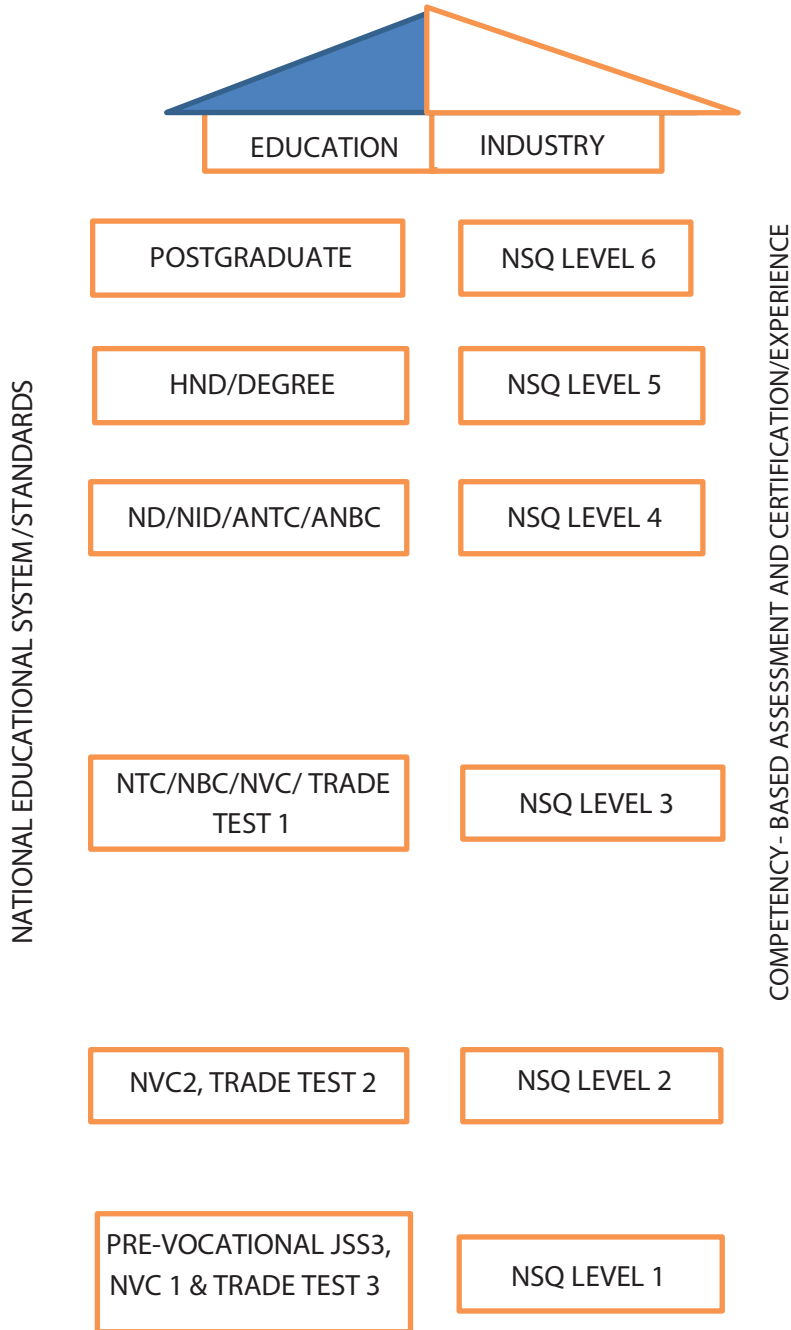 EDUCATION
INDUSTRY
POSTGRADUATE
NSQ LEVEL 6
HND/DEGREE
NSQ LEVEL 5
ND/NID/ANTC/ANBC
NSQ LEVEL 4
NTC/NBC/NVC/ TRADE
TEST 1
NSQ LEVEL 3
NVC2, TRADE TEST 2
NSQ LEVEL 2
PRE-VOCATIONAL JSS3,
NVC 1 & TRADE TEST 3
NSQ LEVEL 1
NATIONAL EDUCATIONAL SYSTEM/STANDARDS
COMPETENCY- BASED ASSESSMENT AND CERTIFICATION/EXPERIENCE